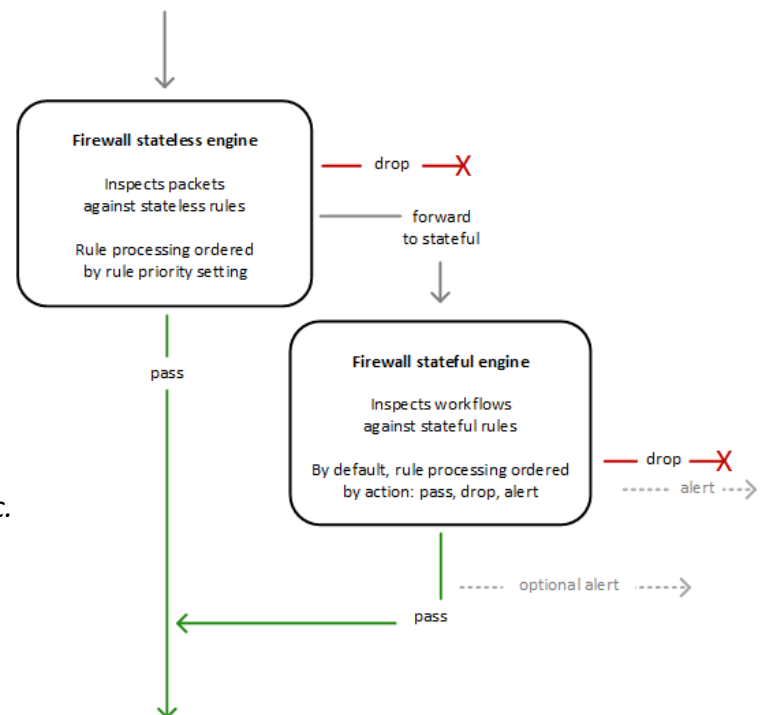 Firewall stateless engine
Inspects packets
against stateless rules
Rule processing ordered
by rule priority setting
drop
X
forward
to stateful
pass
Firewall stateful engine
Inspects workflows
against stateful rules
By default, rule processing ordered
by action: pass, drop, alert
drop
X
alert
c.
optional alert
pass